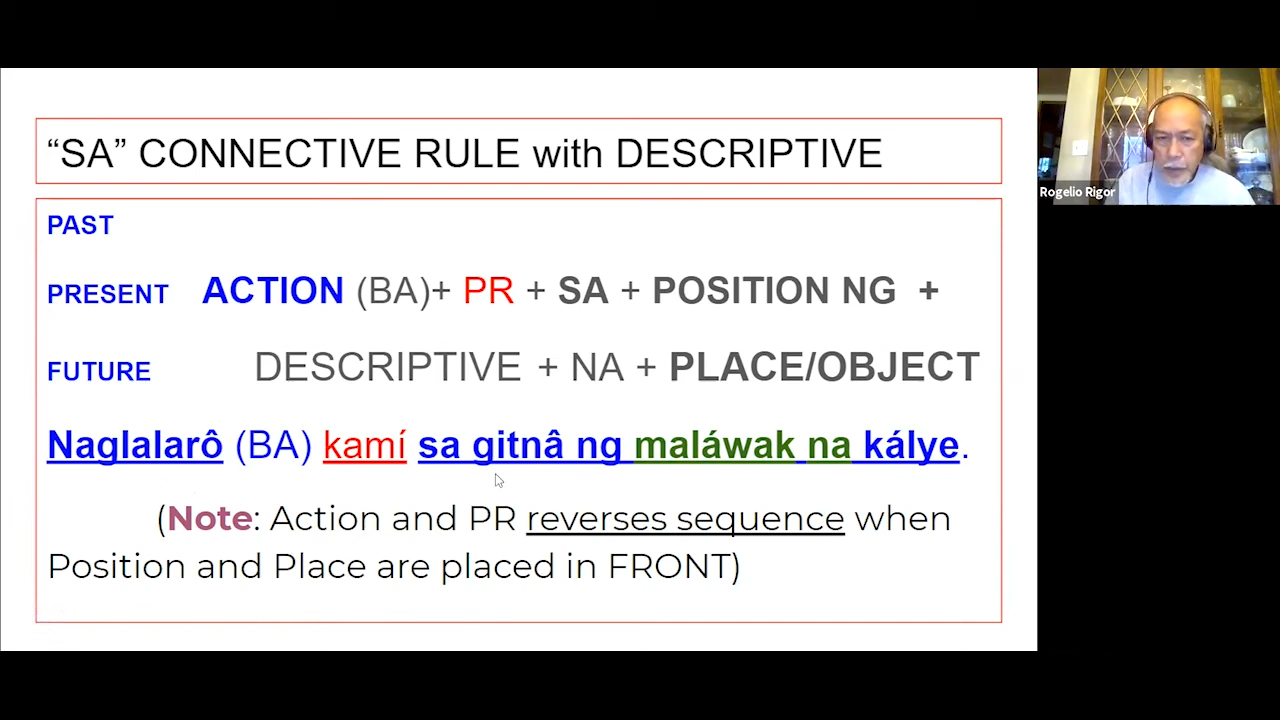 “SA” CONNECTIVE RULE with DESCRIPTIVE
PAST
PRESENT ACTION (BA)+ PR + SA + POSITION NG +
FUTURE DESCRIPTIVE + NA + PLACE/OBJECT
Naglalarô (BA) kamí sa gitnâ ng maláwak na kálye.
(Note: Action and PR reverses sequence when
Position and Place are placed in FRONT)
Rogelio Rigor